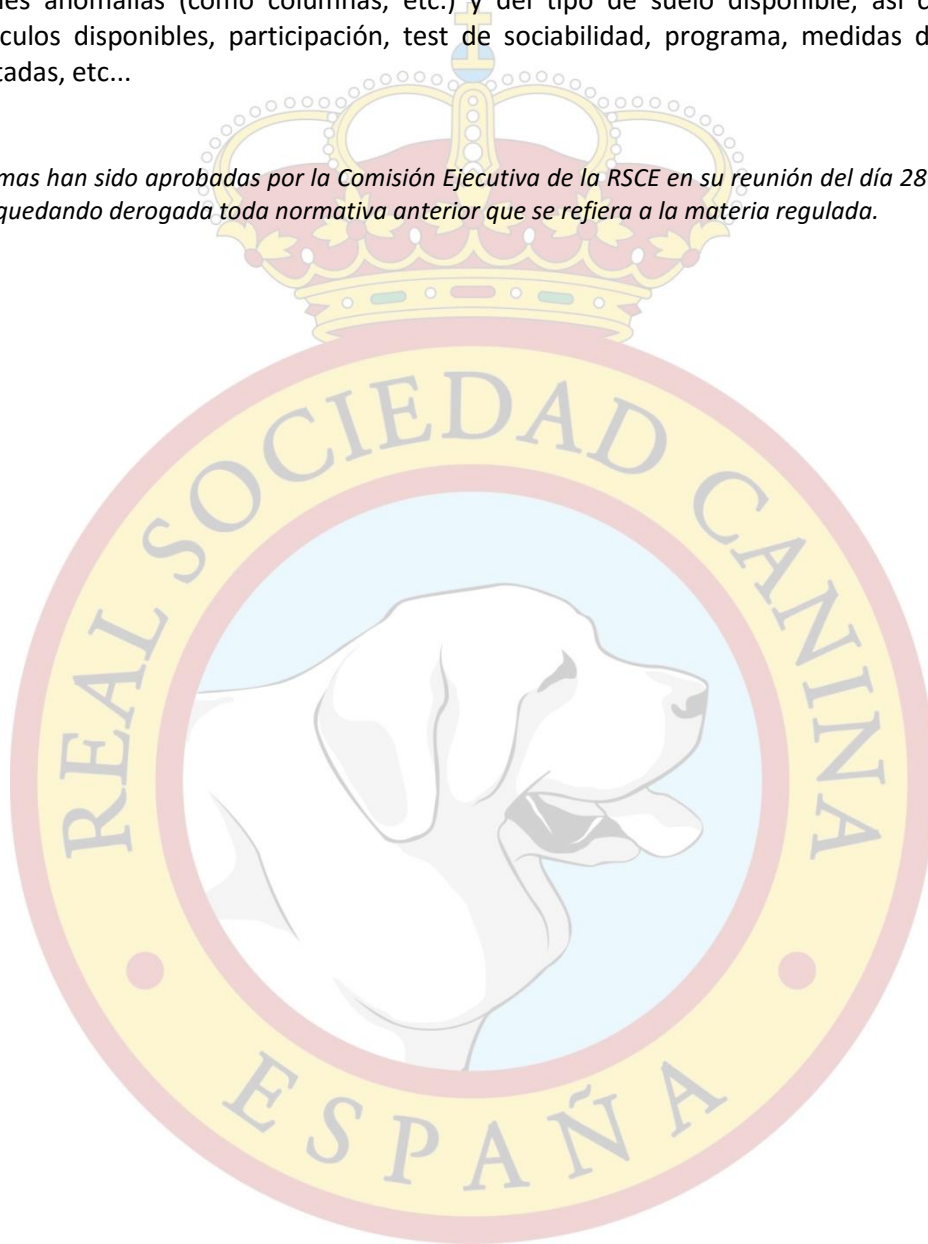 les anomalías (como columnas, etc.) y del tipo de suelo disponible, así
culos disponibles, participación, test de sociabilidad, programa, medidas
tadas, etc...
mas han sido aprobadas por la Comisión Ejecutiva de la RSCE en su reunión del día 28
quedando derogada toda normativa anterior que se refiera a la materia regulada.
REAL SOCIEDAD CANINA
ESPAÑA